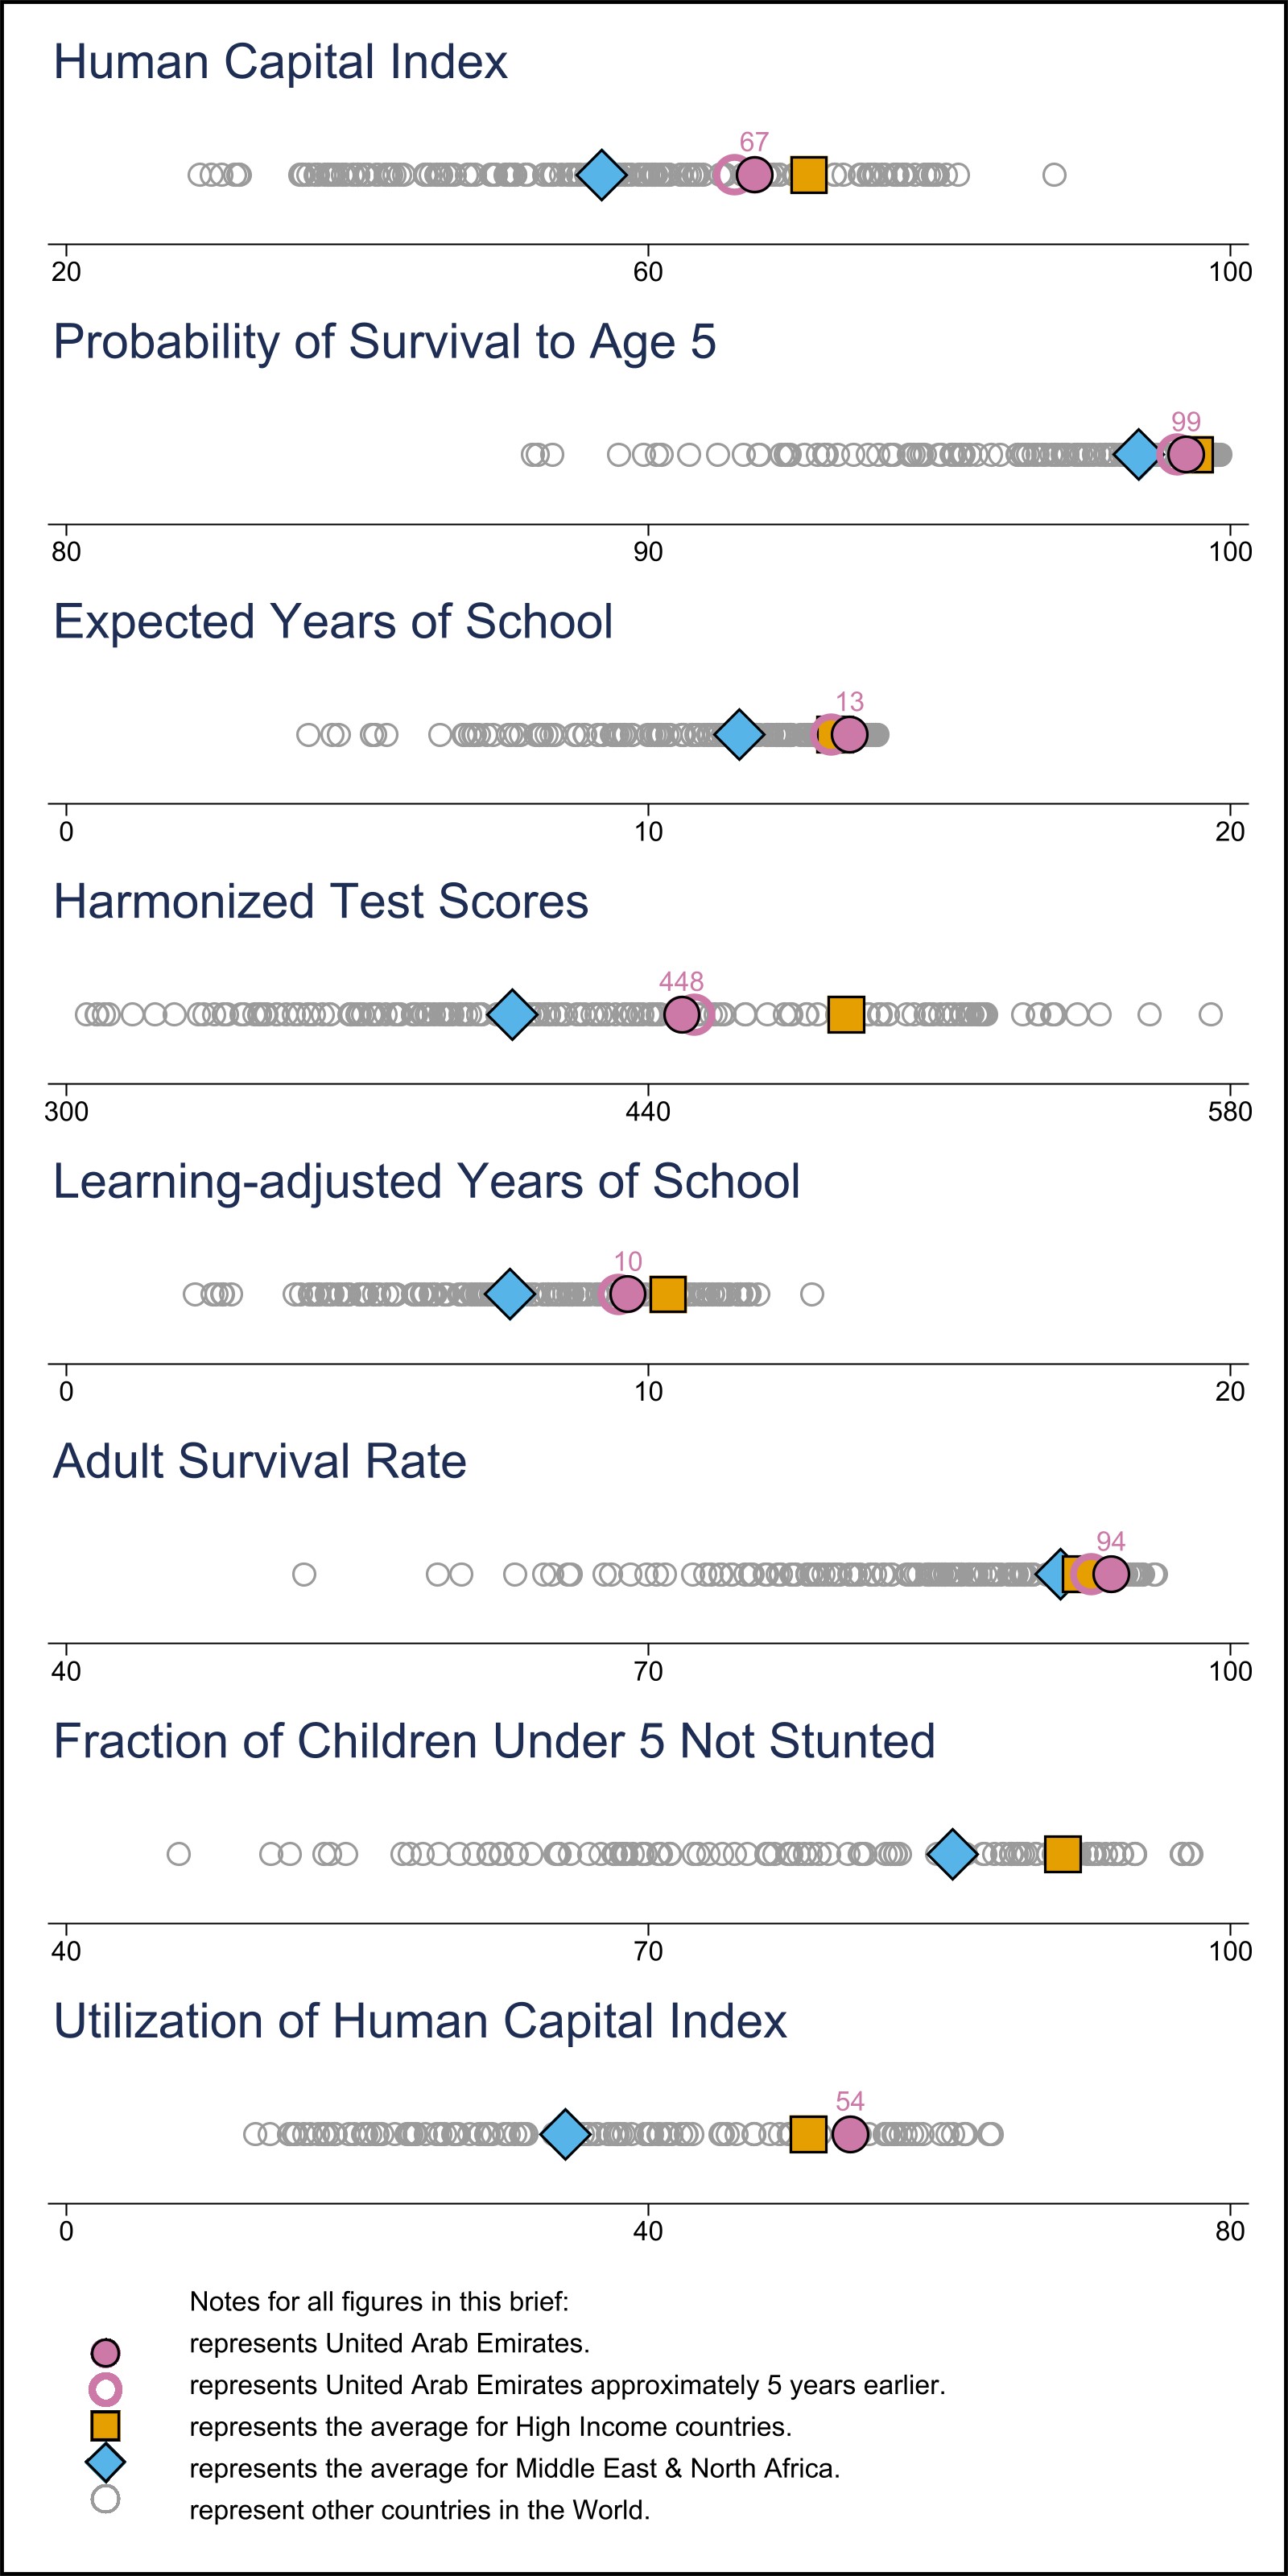 Human Capital Index
67
20 60 100
Probability of Survival to Age 5
99
80 90 100
Expected Years of School
13
0 10 20
Harmonized Test Scores
448
300 440 580
Learning-adjusted Years of School
10
0 10 20
Adult Survival Rate
94
40 70 100
Fraction of Children Under 5 Not Stunted
40 70 100
Utilization of Human Capital Index
54
0 40 80
Notes for all figures in this brief:
represents United Arab Emirates.
represents United Arab Emirates approximately 5 years earlier.
represents the average for High Income countries.
represents the average for Middle East & North Africa.
represent other countries in the World.